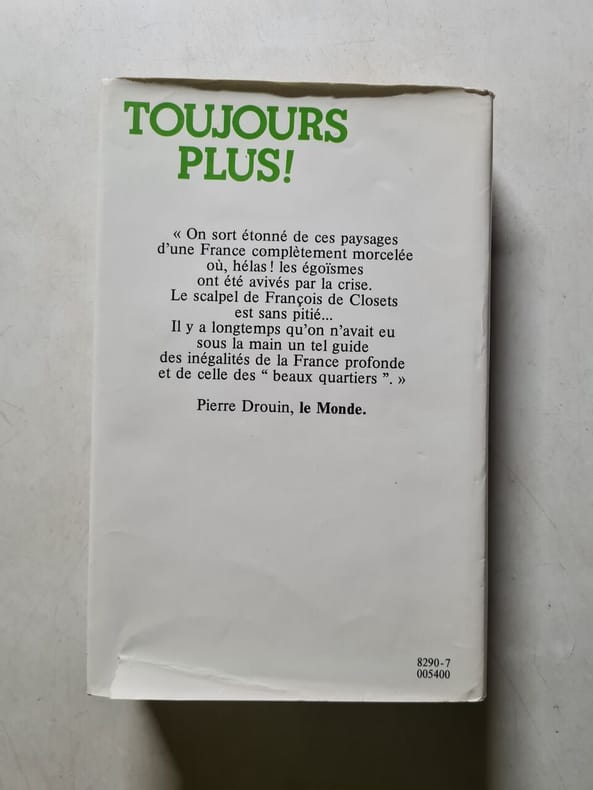 TOUJOURS
PLUS!
« On sort étonné de ces paysages
d'une France complètement morcelée
où, hélas! les égoïsmes
ont été avivés par la crise.
Le scalpel de François de Closets
est sans pitié...
Il y a longtemps qu'on n'avait eu
sous la main un tel guide
des inégalités de la France profonde
et de celle des “ beaux quartiers ”. »
Pierre Drouin, le Monde.
8290-7
005400